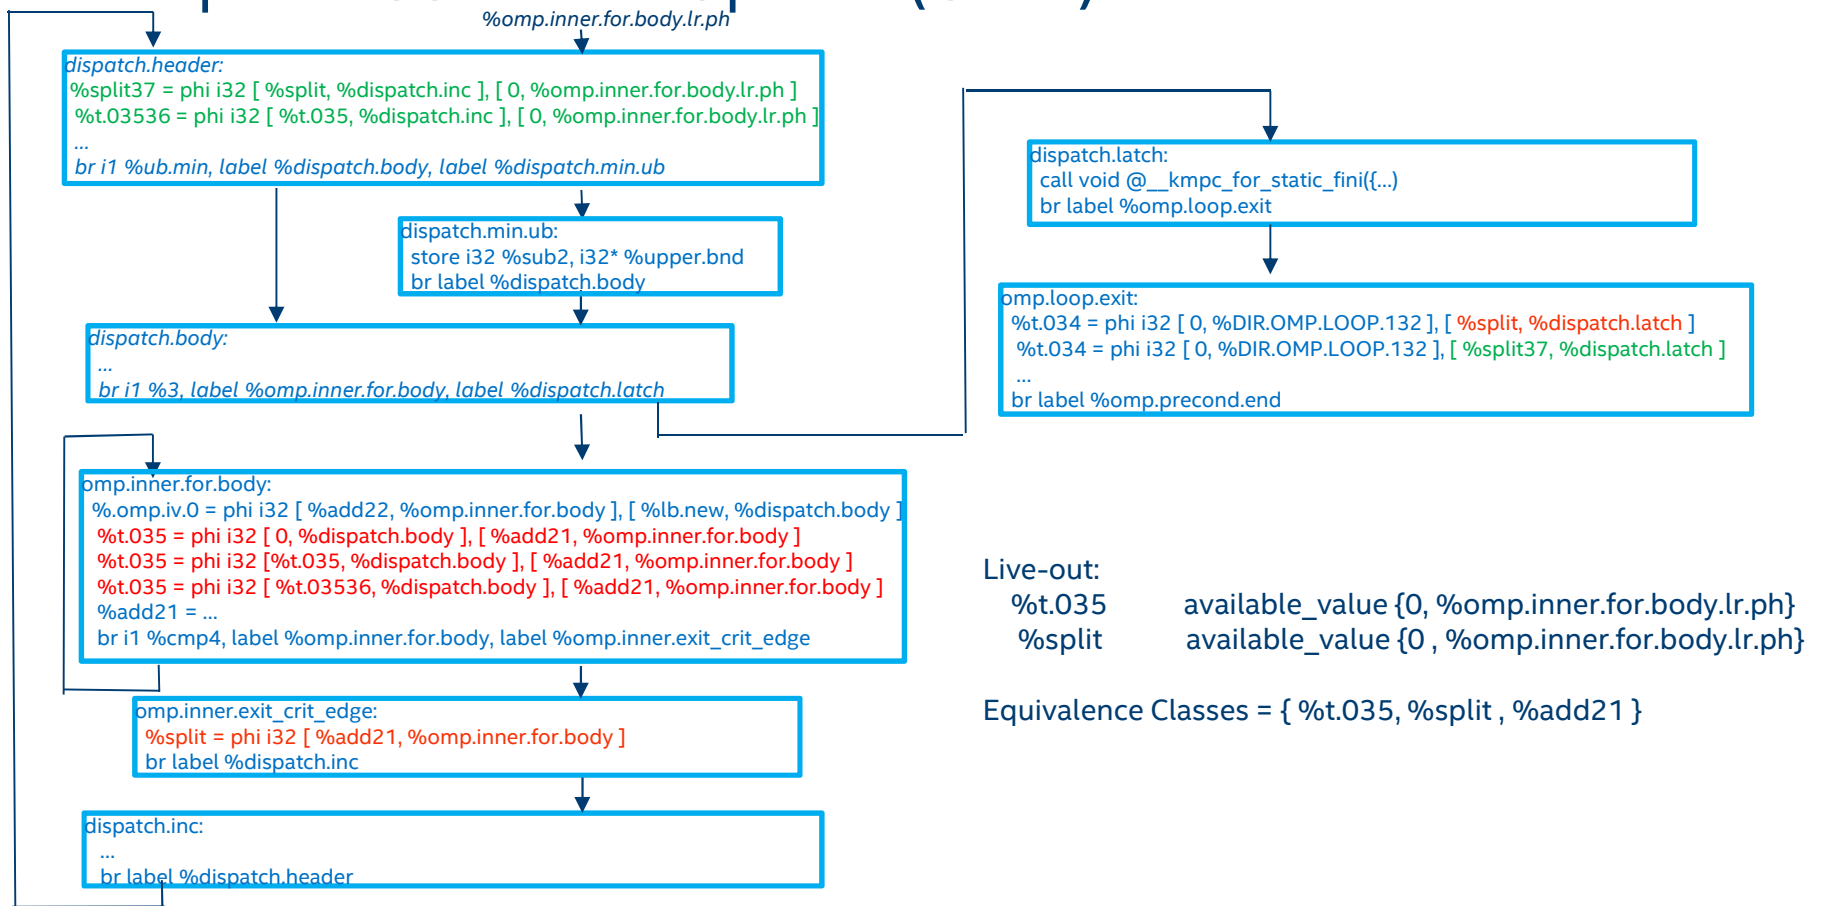 %omp.inner.for.body.lr.ph
dispatch.header:
%split37 = phi i32 [ %split, %dispatch.inc ], [ 0, %omp.inner.for.body.lr.ph ]
%t.03536 = phi i32 [ %t.035, %dispatch.inc ], [ 0, %omp.inner.for.body.lr.ph ]
...
br i1 %ub.min, label %dispatch.body, label %dispatch.min.ub
dispatch.min.ub:
store i32 %sub2, i32* %upper.bnd
br label %dispatch.body
dispatch.body:
...
br i1 %3, label %omp.inner.for.body, label %dispatch.latch
omp.inner.for.body:
%.omp.iv.0 = phi i32 [ %add22, %omp.inner.for.body ], [ %lb.new, %dispatch.body ]
%t.035 = phi i32 [ 0, %dispatch.body ], [ %add21, %omp.inner.for.body ]
%t.035 = phi i32 [%t.035, %dispatch.body ], [ %add21, %omp.inner.for.body ]
%t.035 = phi i32 [ %t.03536, %dispatch.body ], [ %add21, %omp.inner.for.body ]
%add21 = ...
br i1 %cmp4, label %omp.inner.for.body, label %omp.inner.exit_crit_edge
omp.inner.exit_crit_edge:
%split = phi i32 [ %add21, %omp.inner.for.body ]
br label %dispatch.inc
dispatch.inc:
...
br label %dispatch.header
dispatch.latch:
call void @__kmpc_for_static_fini({...)
br label %omp.loop.exit
omp.loop.exit:
%t.034 = phi i32 [ 0, %DIR.OMP.LOOP.132 ], [ %split, %dispatch.latch ]
%t.034 = phi i32 [ 0, %DIR.OMP.LOOP.132 ], [ %split37, %dispatch.latch ]
...
br label %omp.precond.end
Live-out:
%t.035 available_value {0, %omp.inner.for.body.lr.ph}
%split available_value {0 , %omp.inner.for.body.lr.ph}
Equivalence Classes = { %t.035, %split , %add21 }